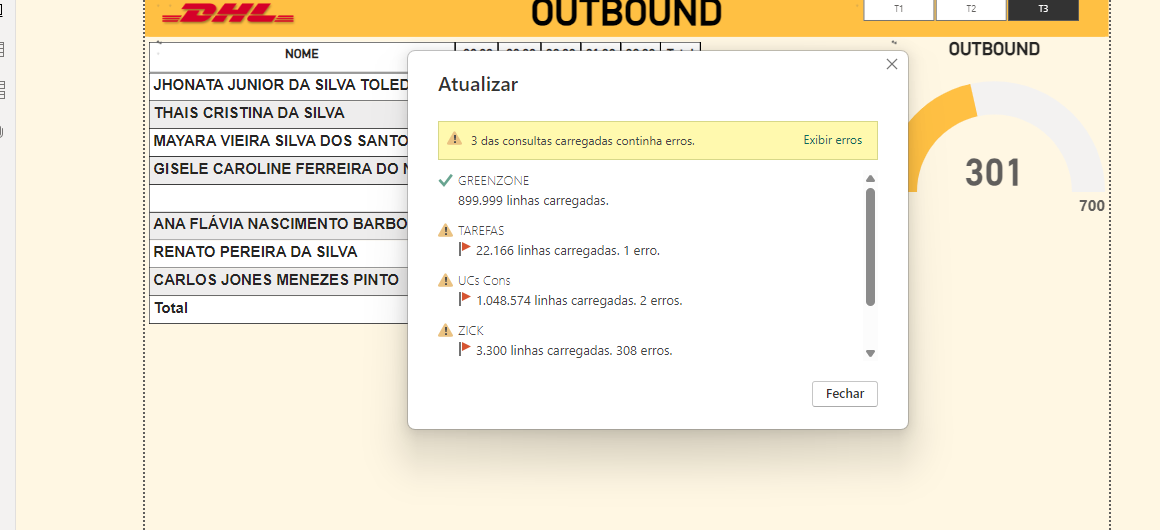 DHL
OUTBOUND
T1
T2
T3
NOME
Total
OUTBOUND
JHONATA JUNIOR DA SILVA TOLED
THAIS CRISTINA DA SILVA
MAYARA VIEIRA SILVA DOS SANTO
GISELE CAROLINE FERREIRA DO
ANA FLÁVIA NASCIMENTO BARBO
RENATO PEREIRA DA SILVA
CARLOS JONES MENEZES PINTO
Total
301
700
Atualizar
3 das consultas carregadas continha erros.
Exibir erros
GREENZONE
899.999 linhas carregadas.
TAREFAS
22.166 linhas carregadas. 1 erro.
UCs Cons
1.048.574 linhas carregadas. 2 erros.
ZICK
3.300 linhas carregadas. 308 erros.
Fechar